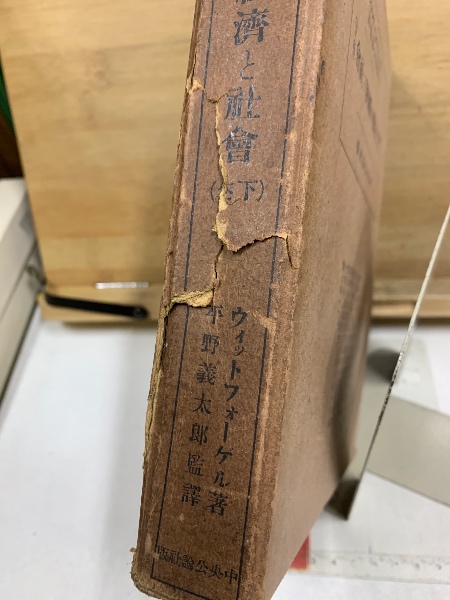 濟と社會
(下巻)
ウィットフォーゲル著
平野義太郎監譯
中央公論社版